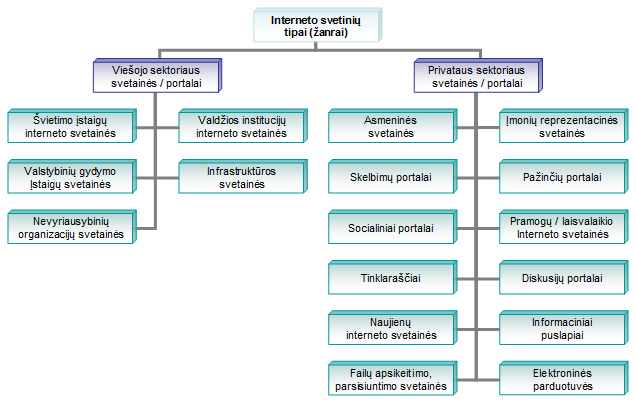 Interneto svetinių
tipai (žanrai)
Viešojo sektoriaus
svetainės / portalai
Privataus sektoriaus
svetainės / portalai
Švietimo įstaigų
interneto svetainės
Valdžios institucijų
interneto svetainės
Valstybinių gydymo
Įstaigų svetainės
Infrastruktūros
svetainės
Nevyriausybinių
organizacijų svetainės
Asmeninės
svetainės
Įmonių reprezentacinės
svetainės
Skelbimų portalai
Pažinčių portalai
Socialiniai portalai
Pramogų / laisvalaikio
Interneto svetainės
Tinklaraščiai
Diskusijų portalai
Naujienų
interneto svetainės
Informaciniai
puslapiai
Failų apsikeitimo,
parsisiuntimo svetainės
Elektroninės
parduotuvės